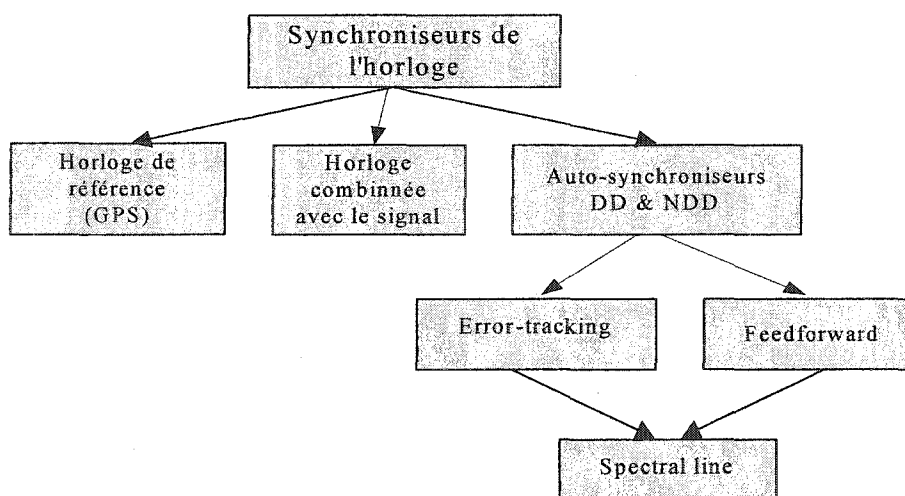 Synchroniseurs de
l'horloge
Horloge de
référence
(GPS)
Horloge
combinnée
avec le signal
Auto-synchroniseurs
DD & NDD
Error-tracking
Feedforward
Spectral line